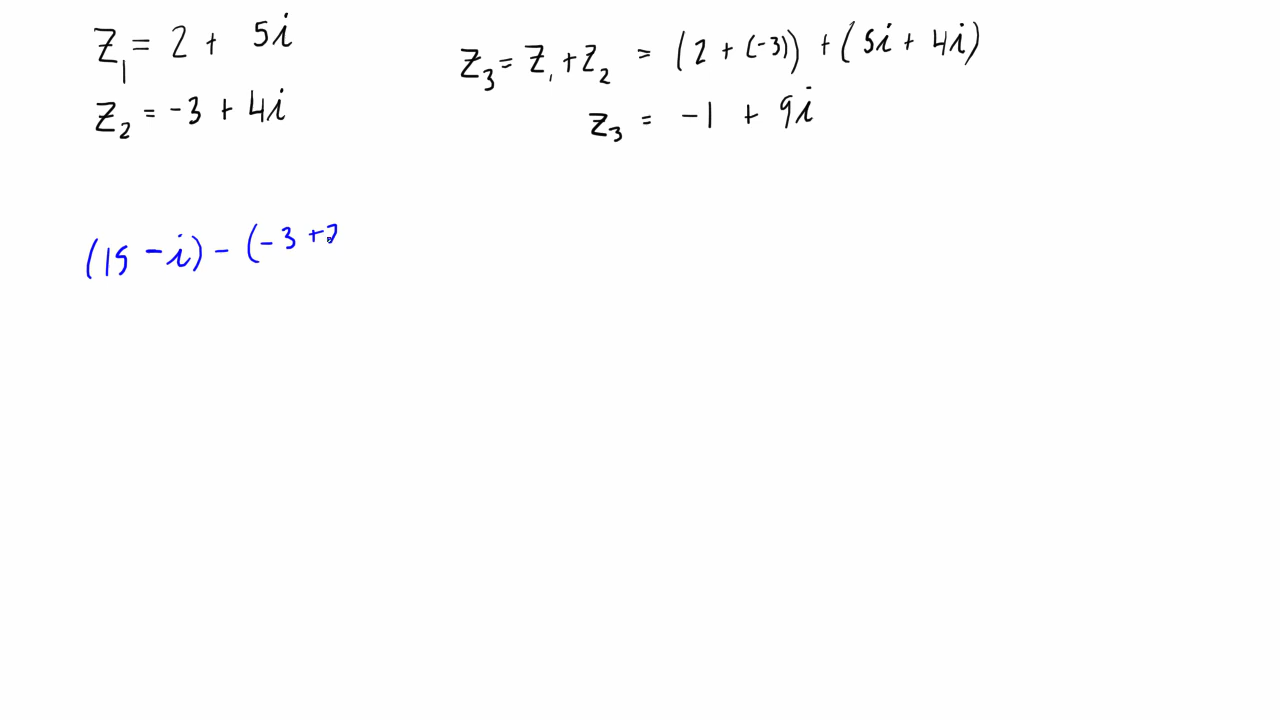 Z₁ = 2 + 5i
Z₂ = -3 + 4i
Z₃ = Z₁ + Z₂ = (2 + (-3)) + (5i + 4i)
Z₃ = -1 + 9i
(15 - i) - (-3 +